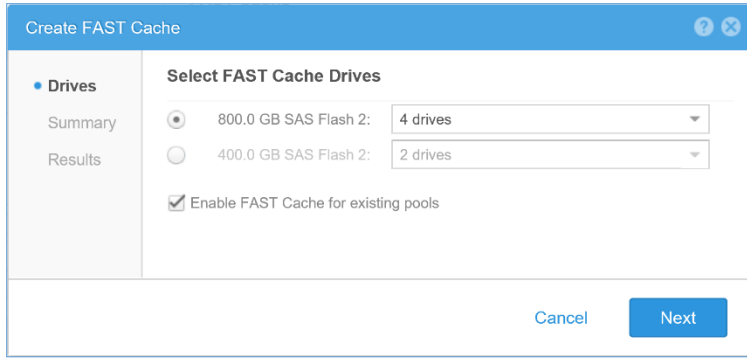 Create FAST Cache
Drives
Summary
Results
Select FAST Cache Drives
800.0 GB SAS Flash 2: 4 drives
400.0 GB SAS Flash 2: 2 drives
Enable FAST Cache for existing pools
Cancel Next